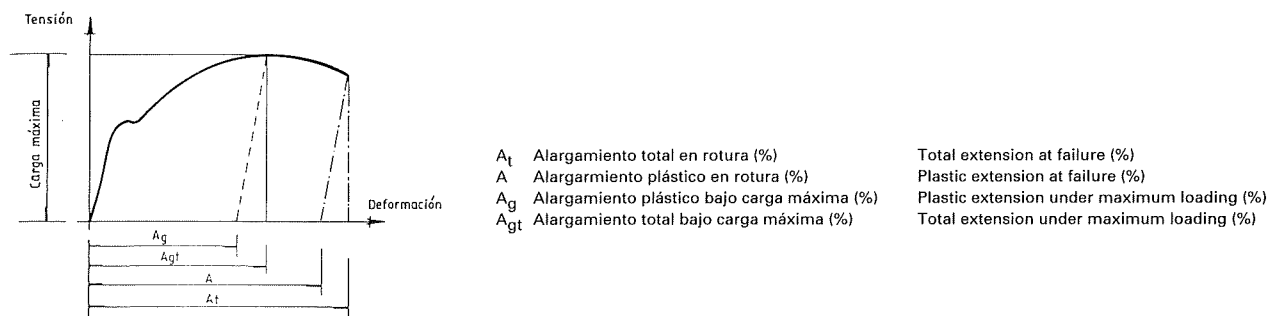 Tensión
Carga máxima
Deformación
Ag
Agt
A
At
At Alargamiento total en rotura (%) Total extension at failure (%)
A Alargarmiento plástico en rotura (%) Plastic extension at failure (%)
Ag Alargamiento plástico bajo carga máxima (%) Plastic extension under maximum loading (%)
Agt Alargamiento total bajo carga máxima (%) Total extension under maximum loading (%)